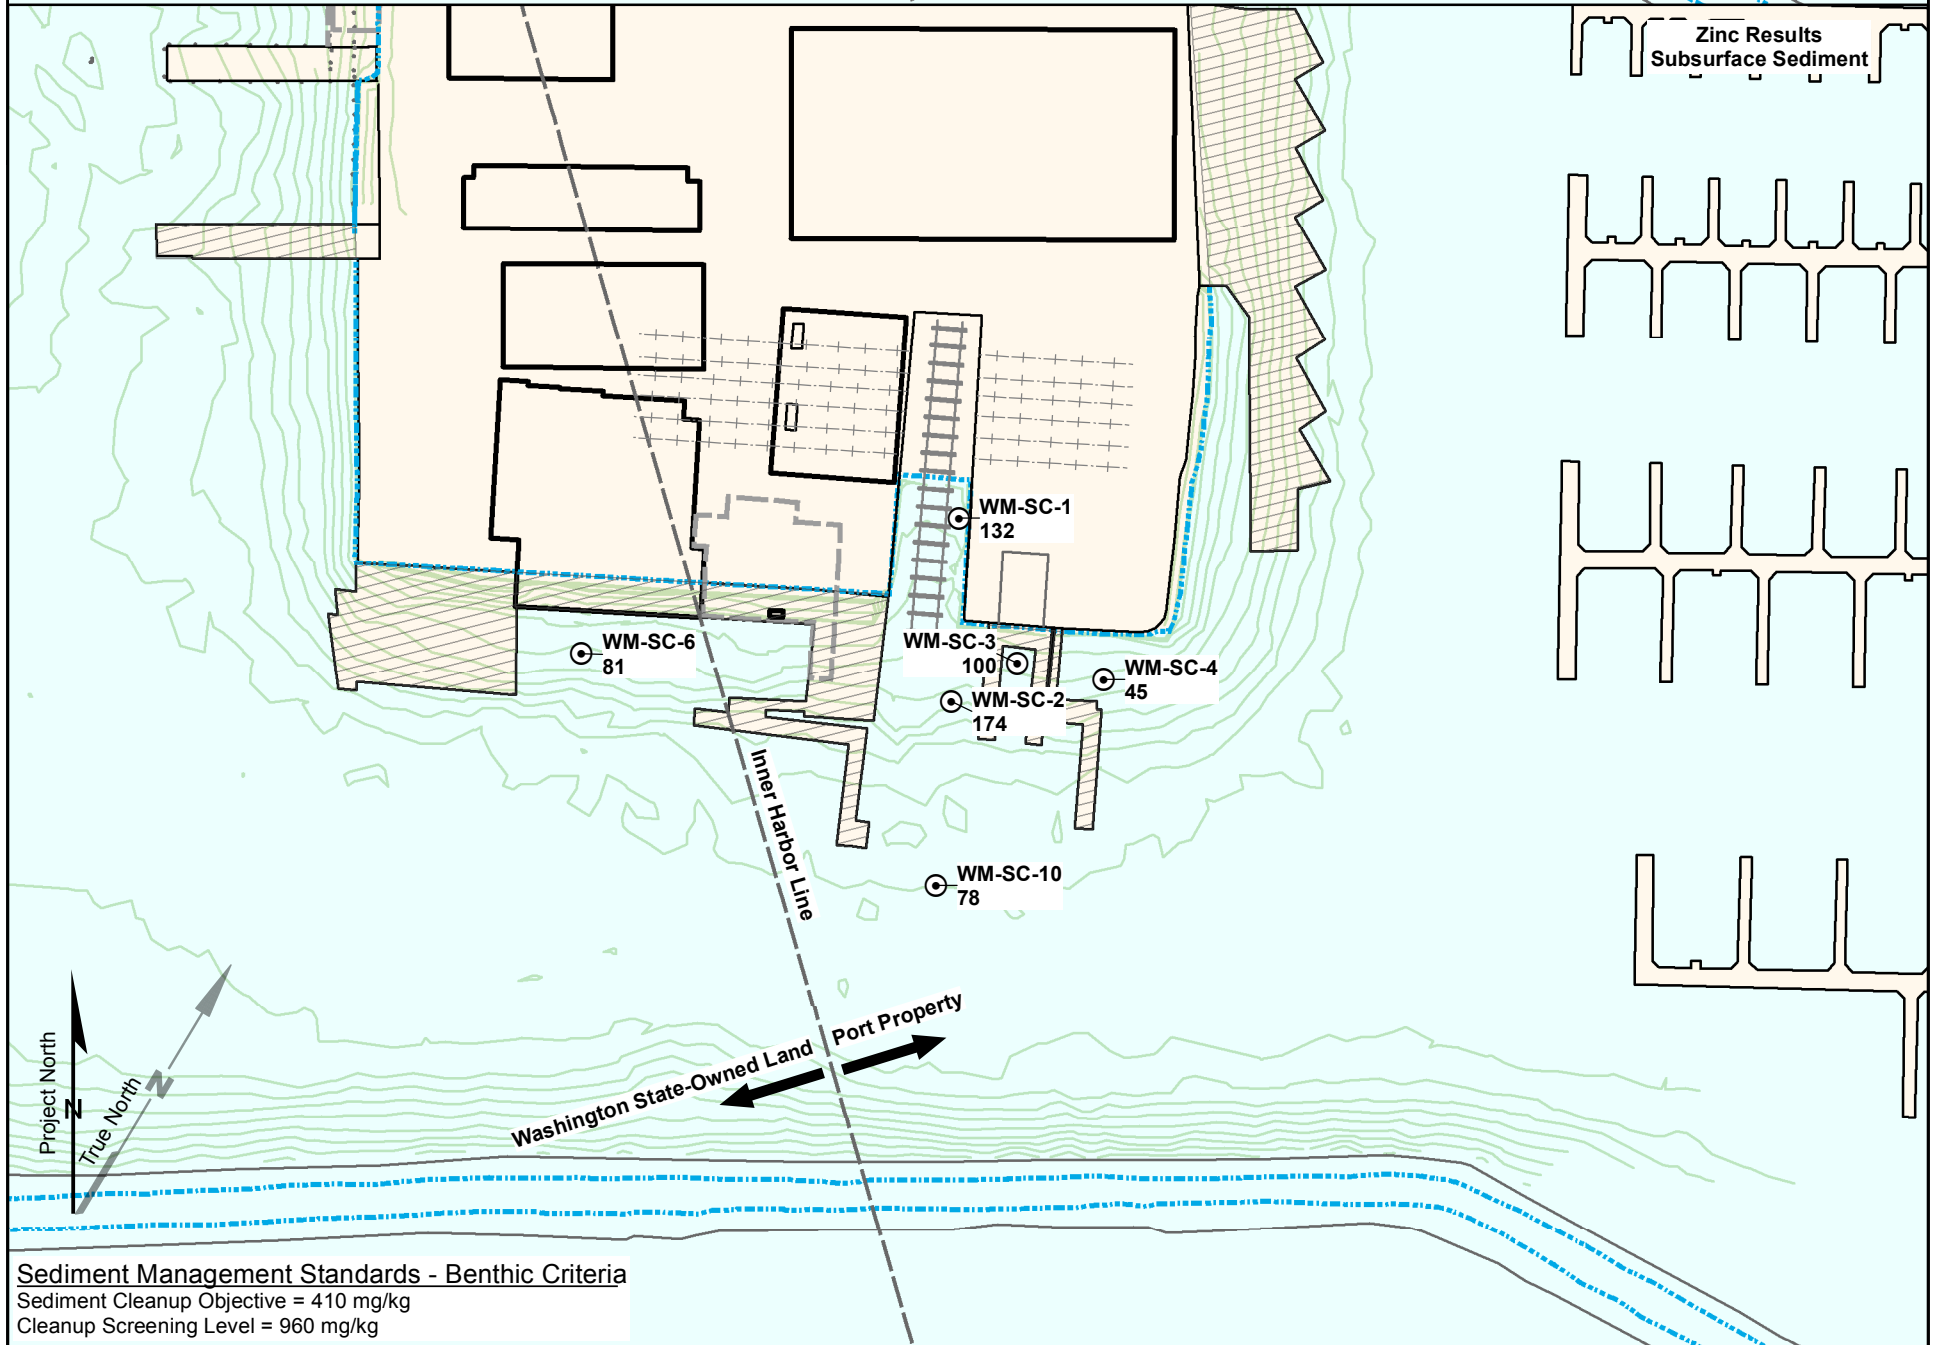 Zinc Results
Subsurface Sediment
WM-SC-1
132
WM-SC-6
81
WM-SC-3
100
WM-SC-4
45
WM-SC-2
174
Inner Harbor Line
WM-SC-10
78
Washington State-Owned Land
Port Property
Project North
N
True North
N
Sediment Management Standards - Benthic Criteria
Sediment Cleanup Objective = 410 mg/kg
Cleanup Screening Level = 960 mg/kg